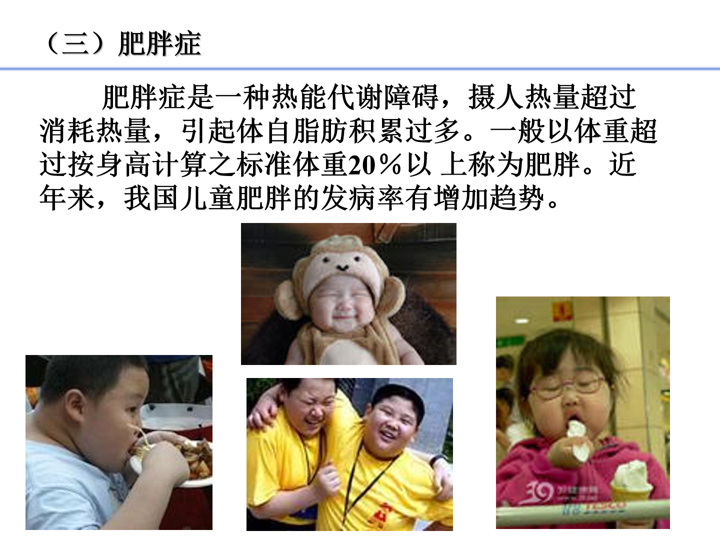 （三）肥胖症
肥胖症是一种热能代谢障碍，摄人热量超过
消耗热量，引起体自脂肪积累过多。一般以体重超
过按身高计算之标准体重20％以 上称为肥胖。近
年来，我国儿童肥胖的发病率有增加趋势。
39
TESCO